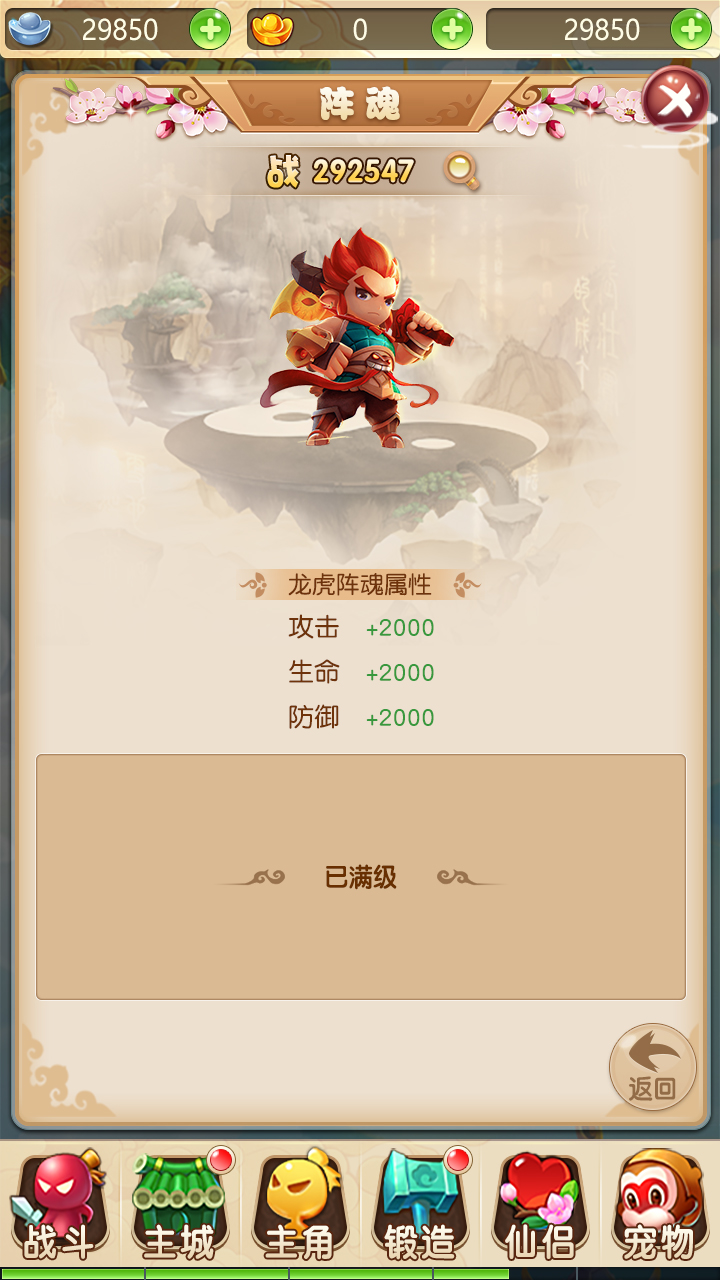 29850 0 29850
阵魂
战 292547
龙虎阵魂属性
攻击 +2000
生命 +2000
防御 +2000
已满级
返回
战斗 主城 主角 锻造 仙侣 宠物